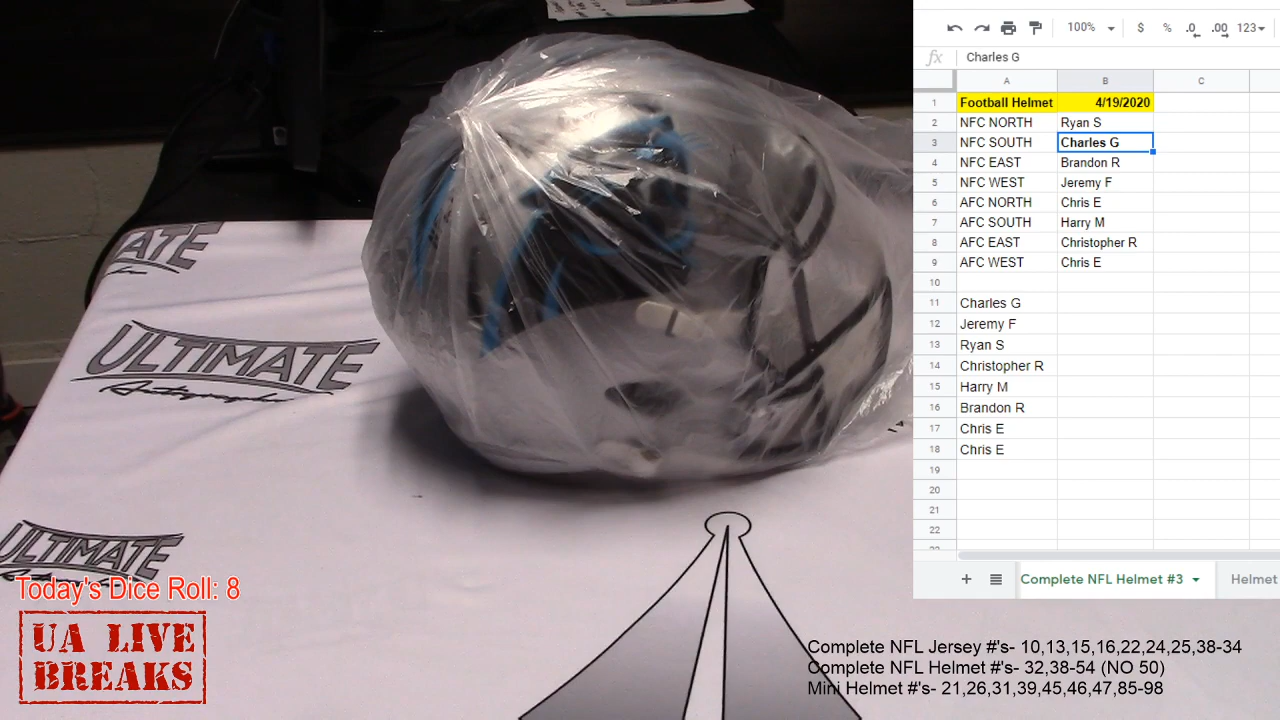 100%
$
%
.0
.00
123
fx
Charles G
A
B
C
1
Football Helmet
4/19/2020
2
NFC NORTH
Ryan S
3
NFC SOUTH
Charles G
4
NFC EAST
Brandon R
5
NFC WEST
Jeremy F
6
AFC NORTH
Chris E
7
AFC SOUTH
Harry M
8
AFC EAST
Christopher R
9
AFC WEST
Chris E
10
11
Charles G
12
Jeremy F
13
Ryan S
14
Christopher R
15
Harry M
16
Brandon R
17
Chris E
18
Chris E
19
20
21
22
Complete NFL Helmet #3
Helmet
ULTIMATE
ULTIMATE
Today's Dice Roll: 8
UA LIVE
BREAKS
Complete NFL Jersey #'s- 10,13,15,16,22,24,25,38-34
Complete NFL Helmet #'s- 32,38-54 (NO 50)
Mini Helmet #'s- 21,26,31,39,45,46,47,85-98